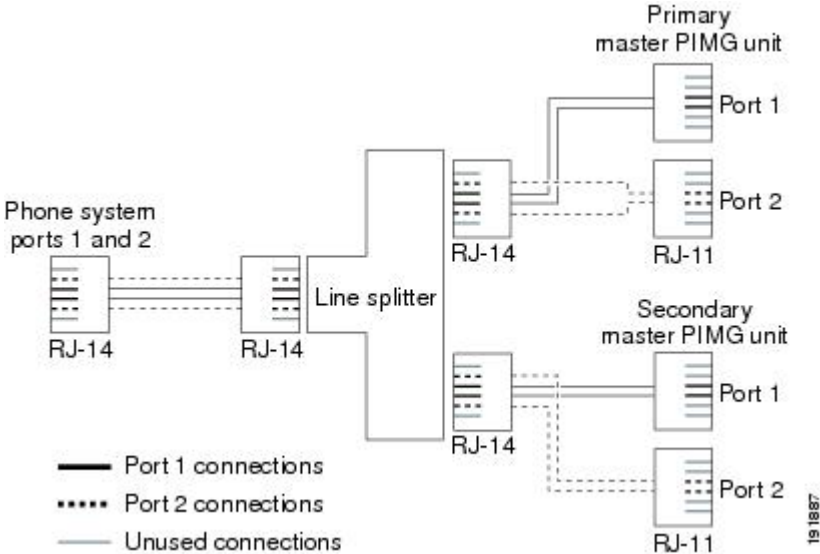 Primary
master PIMG unit
Port 1
Port 2
RJ-14
RJ-11
Phone system
ports 1 and 2
RJ-14
RJ-14
Line splitter
Secondary
master PIMG unit
Port 1
RJ-14
Port 2
RJ-11
Port 1 connections
Port 2 connections
Unused connections
191887